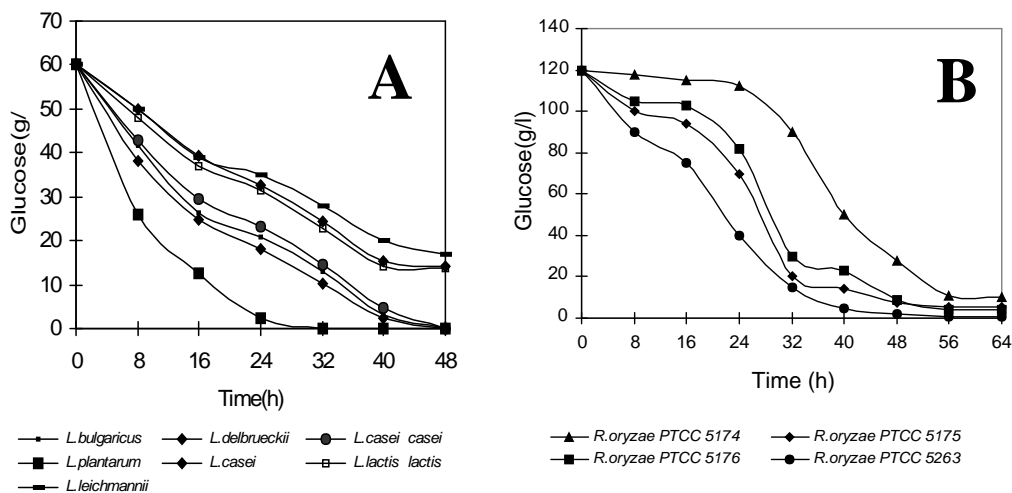 A
Glucose(g/
70
60
50
40
30
20
10
0
0 8 16 24 32 40 48
Time(h)
L.bulgaricus L.delbrueckii L.casei casei
L.plantarum L.casei L.lactis lactis
L.leichmannii
B
Glucose(g/l)
140
120
100
80
60
40
20
0
0 8 16 24 32 40 48 56 64
Time (h)
R.oryzae PTCC 5174 R.oryzae PTCC 5175
R.oryzae PTCC 5176 R.oryzae PTCC 5263